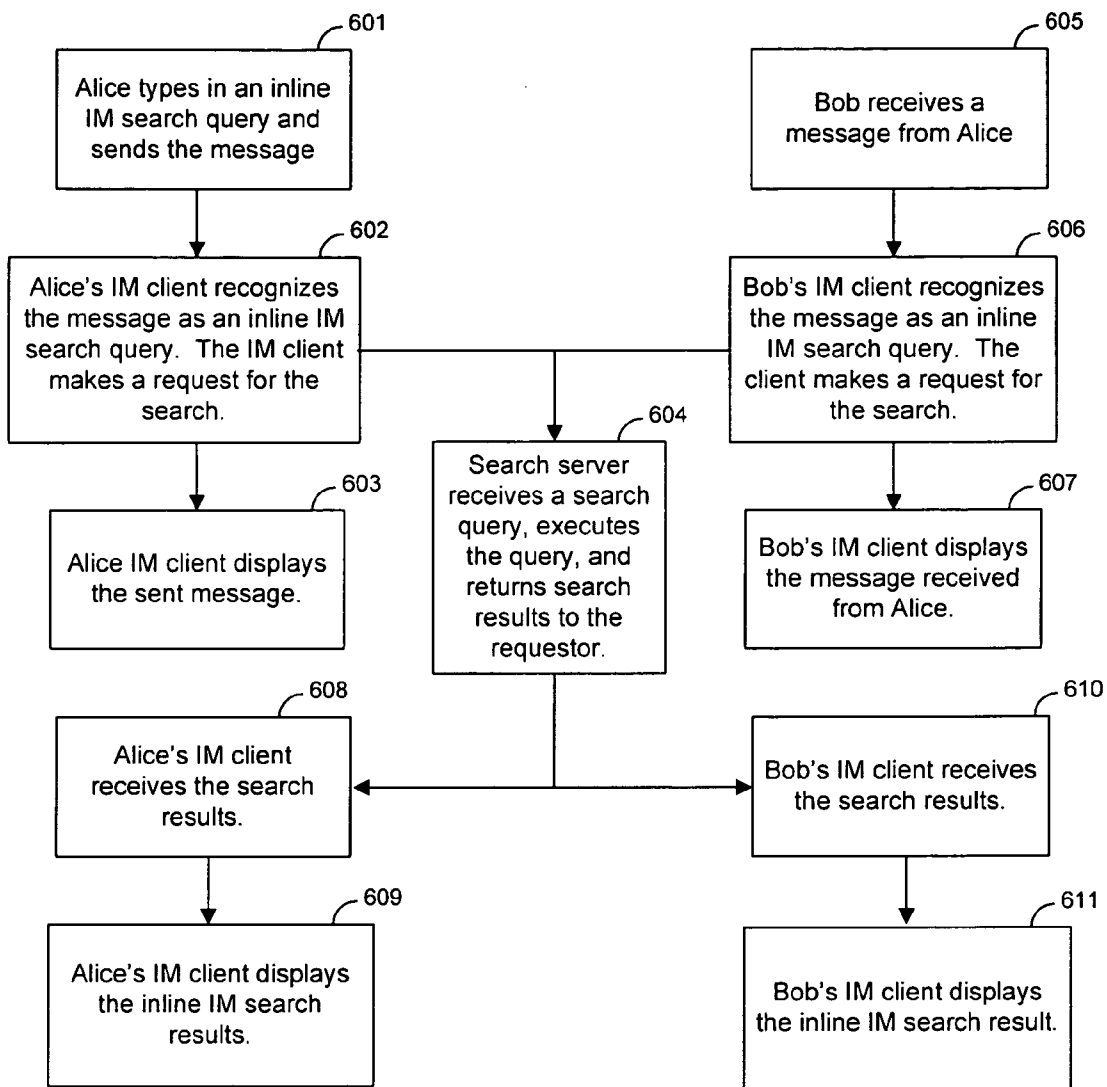 601
Alice types in an inline
IM search query and
sends the message
605
Bob receives a
message from Alice
602
Alice's IM client recognizes
the message as an inline IM
search query. The IM client
makes a request for the
search.
606
Bob's IM client recognizes
the message as an inline
IM search query. The
client makes a request for
the search.
603
Alice IM client displays
the sent message.
604
Search server
receives a search
query, executes
the query, and
returns search
results to the
requestor.
607
Bob's IM client displays
the message received
from Alice.
608
Alice's IM client
receives the search
results.
610
Bob's IM client receives
the search results.
609
Alice's IM client displays
the inline IM search
results.
611
Bob's IM client displays
the inline IM search result.